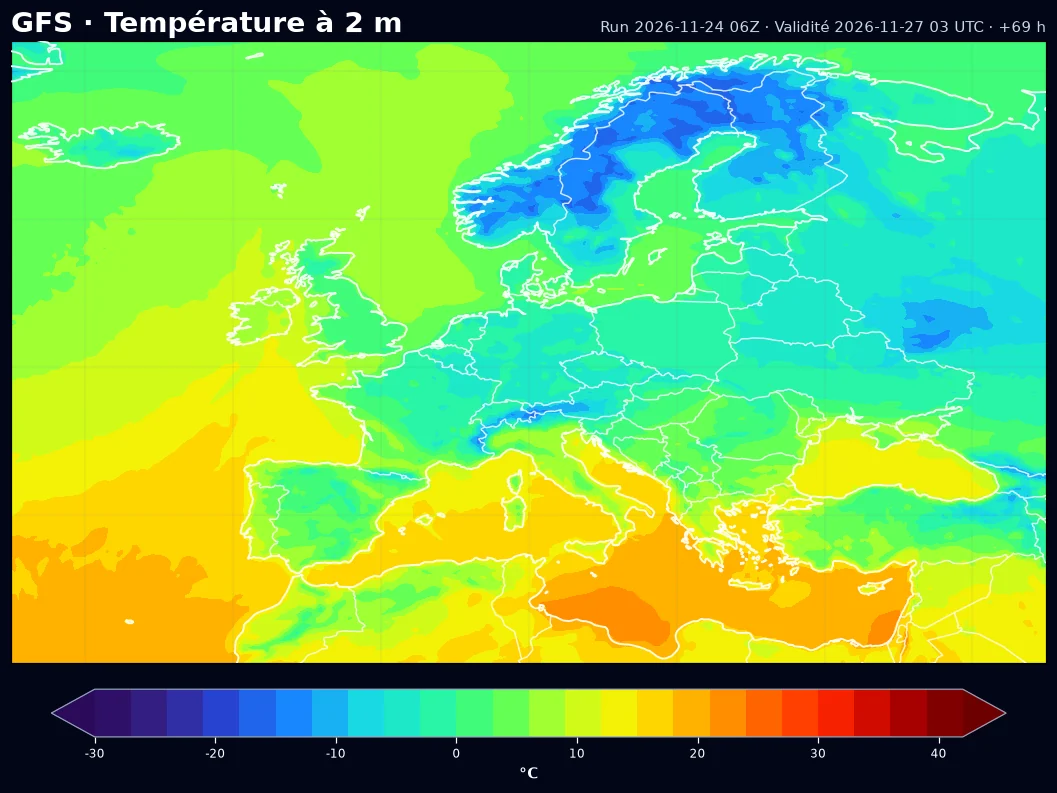 GFS · Température à 2 m
Run 2026-11-24 06Z · Validité 2026-11-27 03 UTC · +69 h
-30 -20 -10 0 10 20 30 40
°C